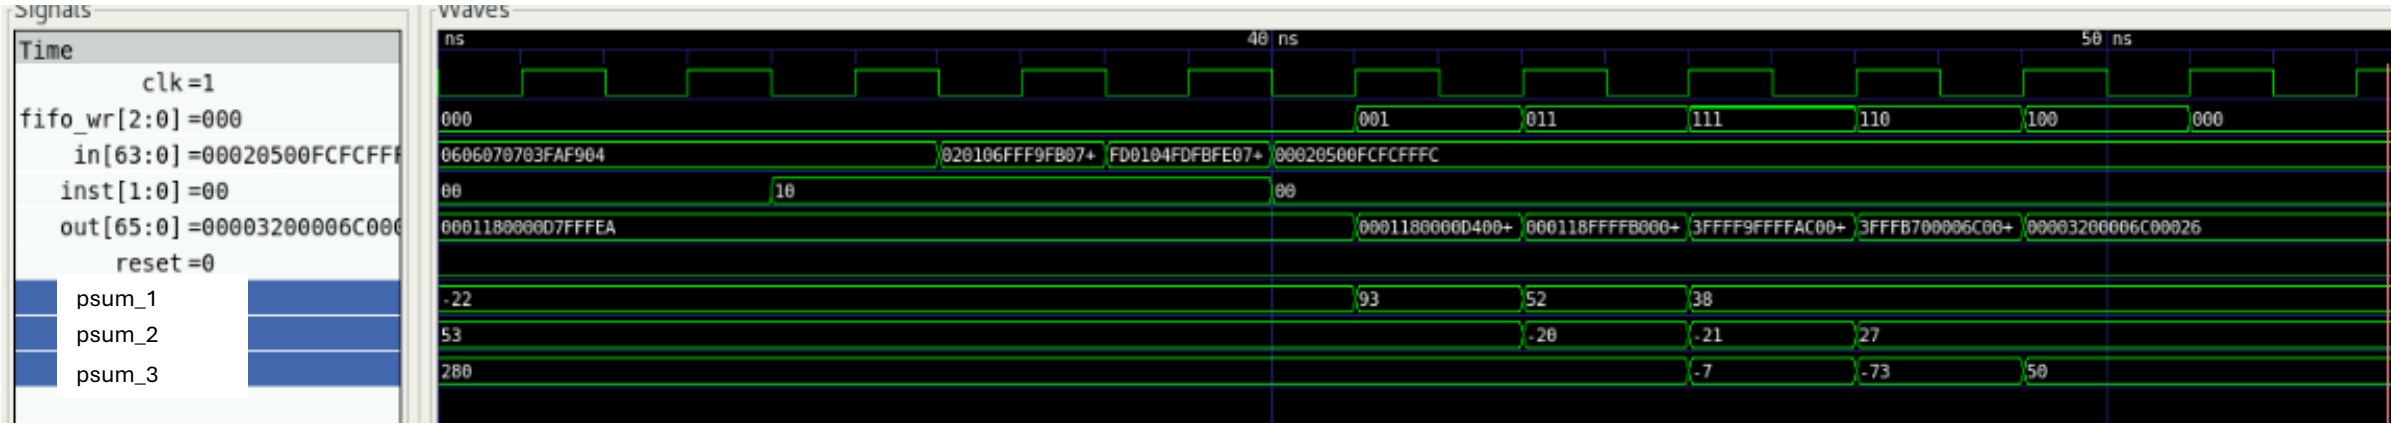 Signals
Waves
Time
ns 40 ns 50 ns
clk=1
fifo_wr[2:0]=000
000 001 011 111 110 100 000
in[63:0]=00020500FCFCFFF
0606070703FAF904 020106FFF9FB07+ FD0104FDFBFE07+ 00020500FCFCFFFC
inst[1:0]=00
00 10 00
out[65:0]=00003200006C000
0001180000D7FFFEA 0001180000D400+ 000118FFFFB000+ 3FFFF9FFFFAC00+ 3FFFB700006C00+ 00003200006C00026
reset=0
psum_1
-22 93 52 38
psum_2
53 -20 -21 27
psum_3
280 -7 -73 50